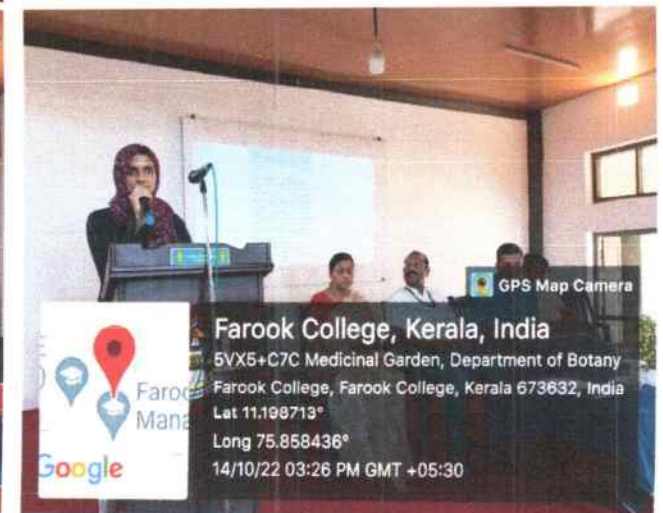 GPS Map Camera
Farook College, Kerala, India
5VX5+C7C Medicinal Garden, Department of Botany
Farook College, Farook College, Kerala 673632, India
Lat 11.198713°
Long 75.858436°
14/10/22 03:26 PM GMT +05:30
Faroo
Mana
Google